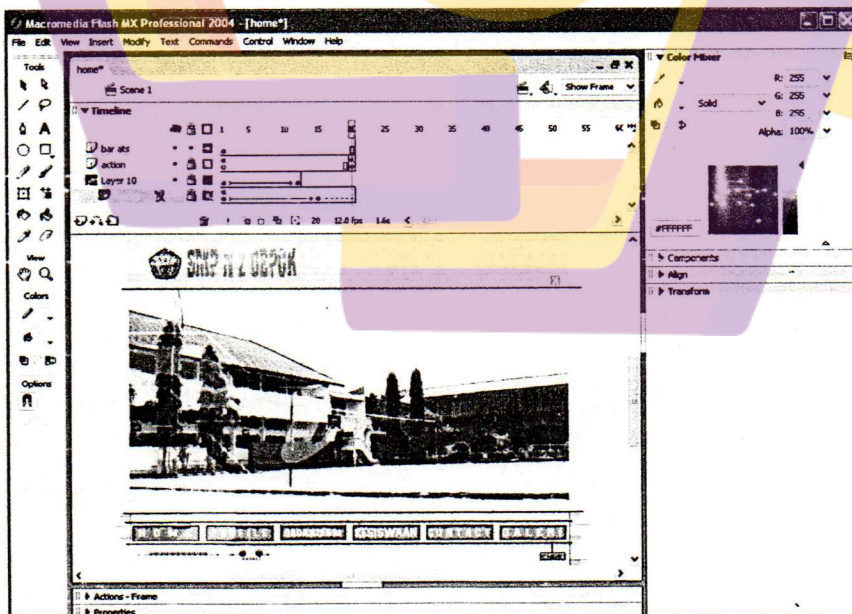 Macromedia Flash MX Professional 2004 - [home*]
File Edit View Insert Modify Text Commands Control Window Help
Tools
View
Colors
Options
home*
Scene 1
Show Frame
Timeline
1 5 10 15 25 30 35 40 45 50 55
bar ats
action
Layer 10
20 12.0 fps 1.6s
Color Mixer
R: 255
Solid
G: 255
B: 255
Alpha: 100%
#FFFFFF
Components
Align
Transform
SMP N 2
KESISWAAN
Actions - Frame
Properties